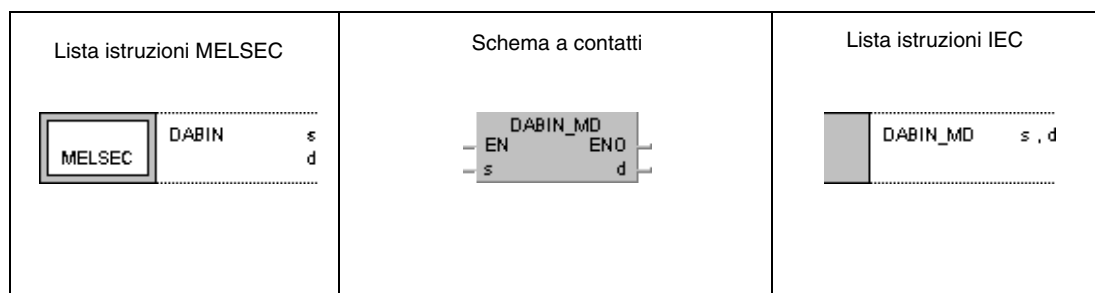 Lista istruzioni MELSEC
Schema a contatti
Lista istruzioni IEC
MELSEC
DABIN s
d
DABIN_MD
EN ENO
s d
DABIN_MD s , d